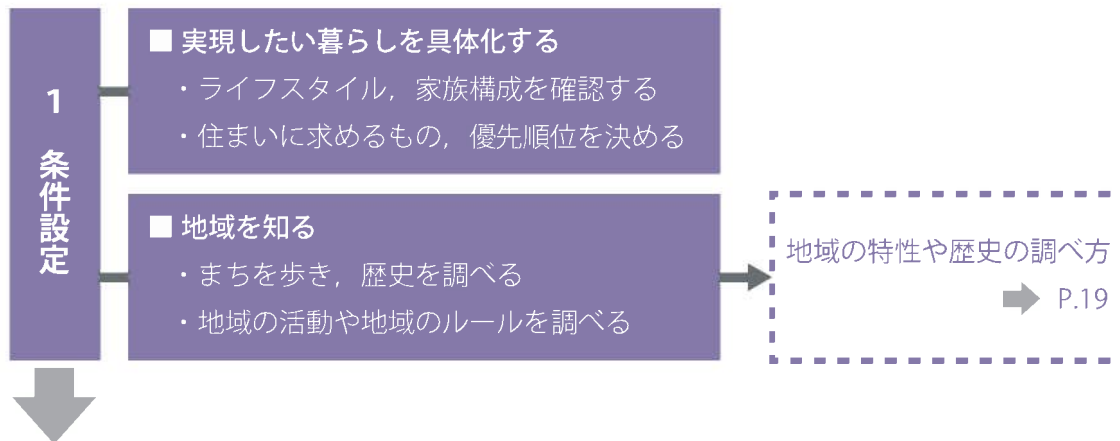 1 条件設定
■ 実現したい暮らしを具体化する
・ライフスタイル，家族構成を確認する
・住まいに求めるもの，優先順位を決める
■ 地域を知る
・まちを歩き，歴史を調べる
・地域の活動や地域のルールを調べる
地域の特性や歴史の調べ方
P.19